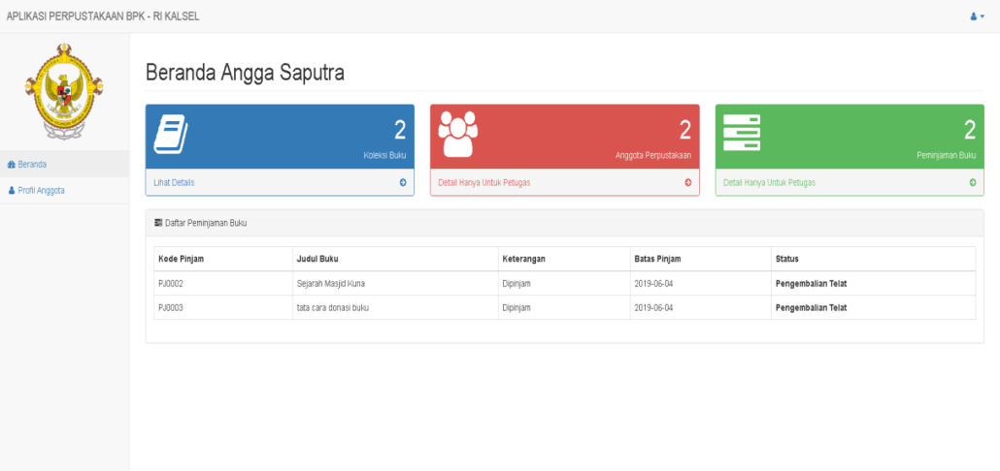 APLIKASI PERPUSTAKAAN BPK - RI KALSEL
Beranda
Profil Anggota
Beranda Angga Saputra
2
Koleksi Buku
Lihat Details
2
Anggota Perpustakaan
Detail Hanya Untuk Petugas
2
Peminjaman Buku
Detail Hanya Untuk Petugas
Daftar Peminjaman Buku
Kode Pinjam Judul Buku Keterangan Batas Pinjam Status
PJ0002 Sejarah Masjid Kuna Dipinjam 2019-06-04 Pengembalian Telat
PJ0003 tata cara donasi buku Dipinjam 2019-06-04 Pengembalian Telat